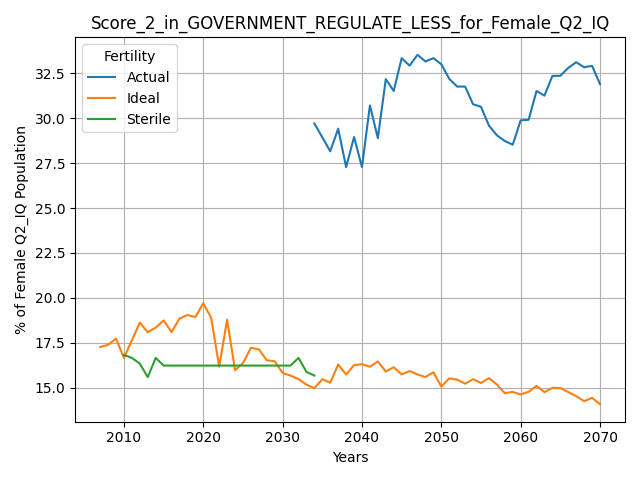 Score_2_in_GOVERNMENT_REGULATE_LESS_for_Female_Q2_IQ
Fertility
Actual
Ideal
Sterile
% of Female Q2_IQ Population
32.5
30.0
27.5
25.0
22.5
20.0
17.5
15.0
2010 2020 2030 2040 2050 2060 2070
Years